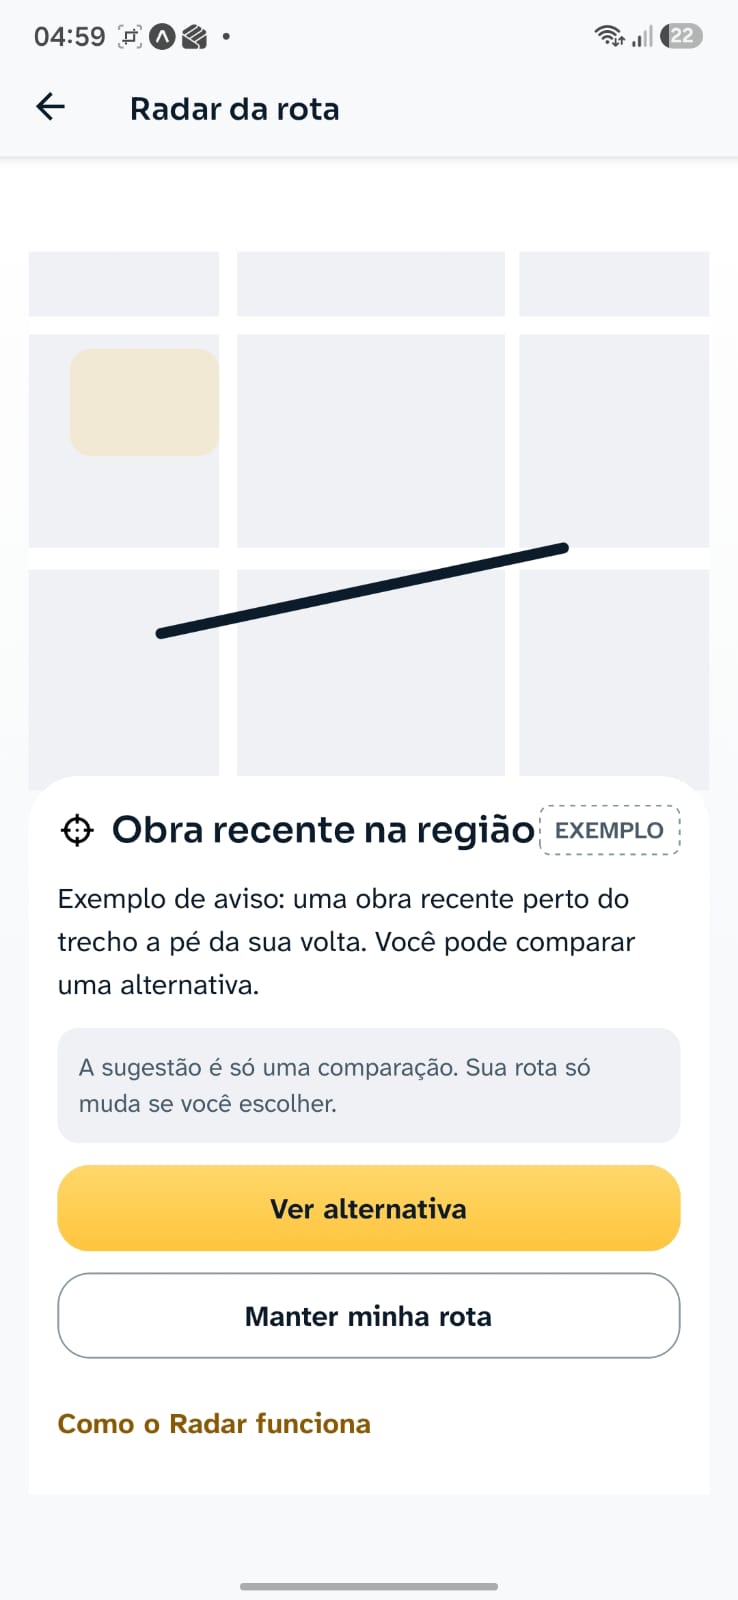 04:59
22
Radar da rota
Obra recente na região
EXEMPLO
Exemplo de aviso: uma obra recente perto do
trecho a pé da sua volta. Você pode comparar
uma alternativa.
A sugestão é só uma comparação. Sua rota só
muda se você escolher.
Ver alternativa
Manter minha rota
Como o Radar funciona